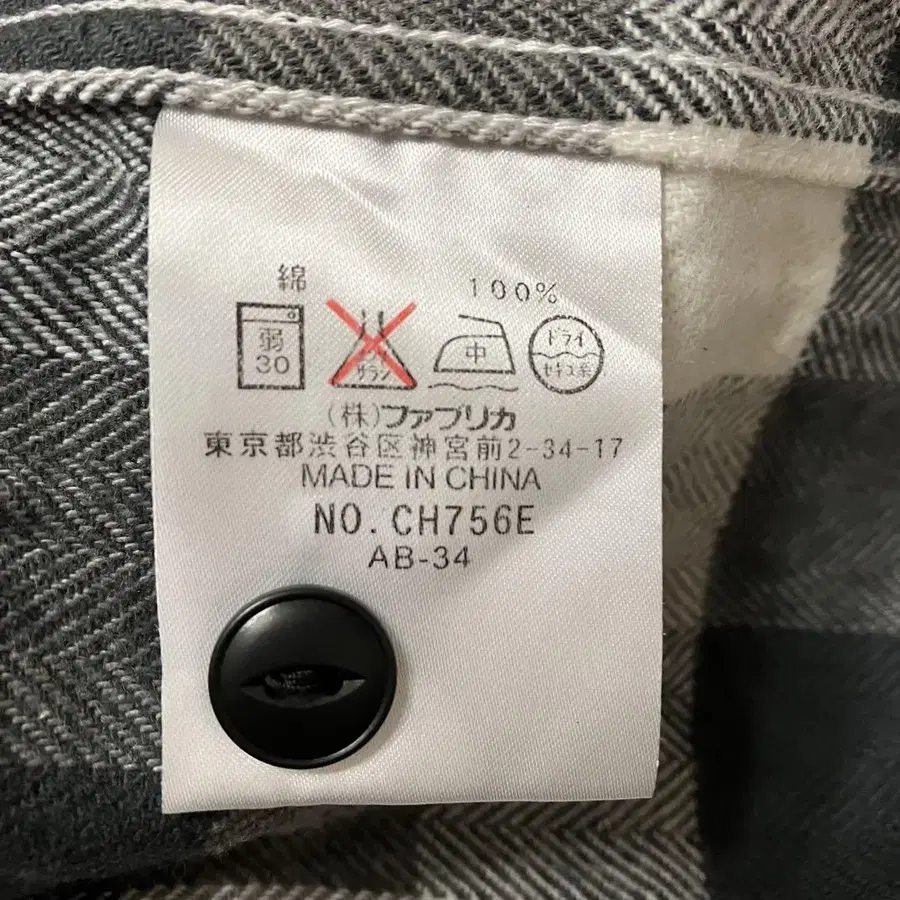 綿 100%
弱 30 サラシ 中 ドライ セキユ系
(株)ファブリカ
東京都渋谷区神宮前2-34-17
MADE IN CHINA
NO. CH756E
AB-34